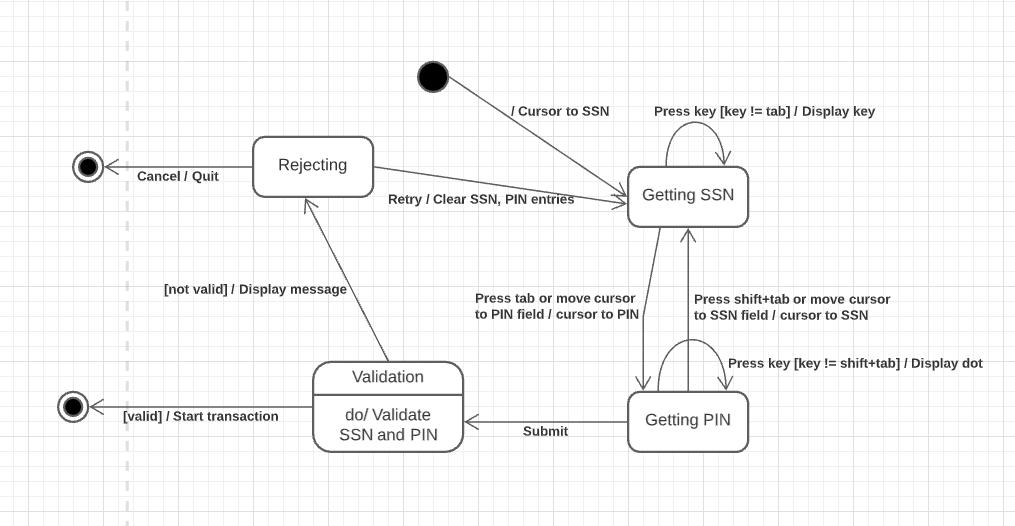 / Cursor to SSN
Press key [key != tab] / Display key
Rejecting
Cancel / Quit
Getting SSN
Retry / Clear SSN, PIN entries
[not valid] / Display message
Press tab or move cursor
to PIN field / cursor to PIN
Press shift+tab or move cursor
to SSN field / cursor to SSN
Press key [key != shift+tab] / Display dot
Validation
do/ Validate
SSN and PIN
[valid] / Start transaction
Submit
Getting PIN